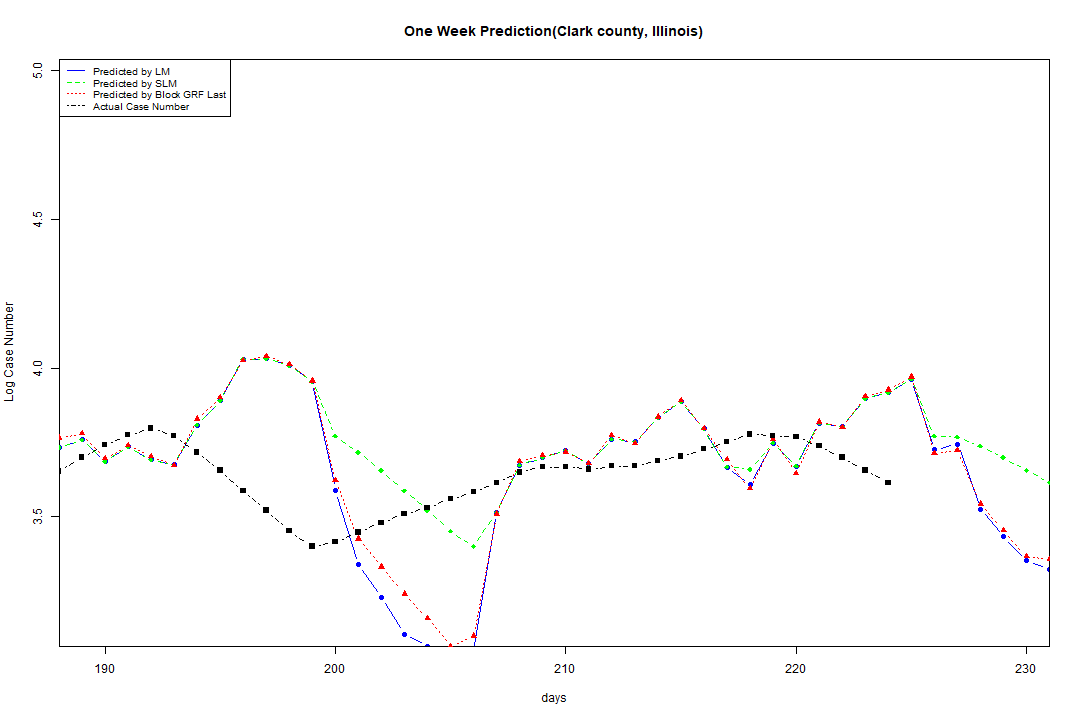 One Week Prediction(Clark county, Illinois)
Predicted by LM
Predicted by SLM
Predicted by Block GRF Last
Actual Case Number
5.0
4.5
4.0
3.5
Log Case Number
190 200 210 220 230
days